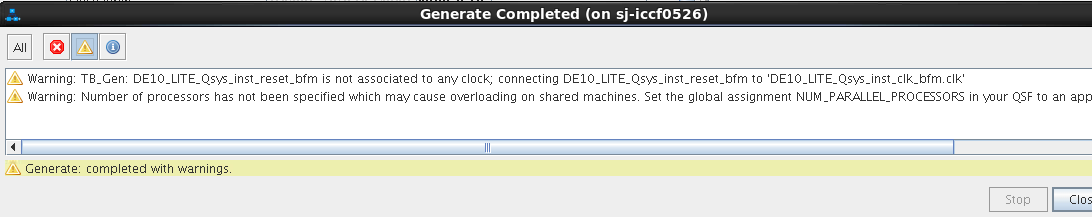 Generate Completed (on sj-iccf0526)
All
Warning: TB_Gen: DE10_LITE_Qsys_inst_reset_bfm is not associated to any clock; connecting DE10_LITE_Qsys_inst_reset_bfm to 'DE10_LITE_Qsys_inst_clk_bfm.clk'
Warning: Number of processors has not been specified which may cause overloading on shared machines. Set the global assignment NUM_PARALLEL_PROCESSORS in your QSF to an app
Generate: completed with warnings.
Stop
Clos